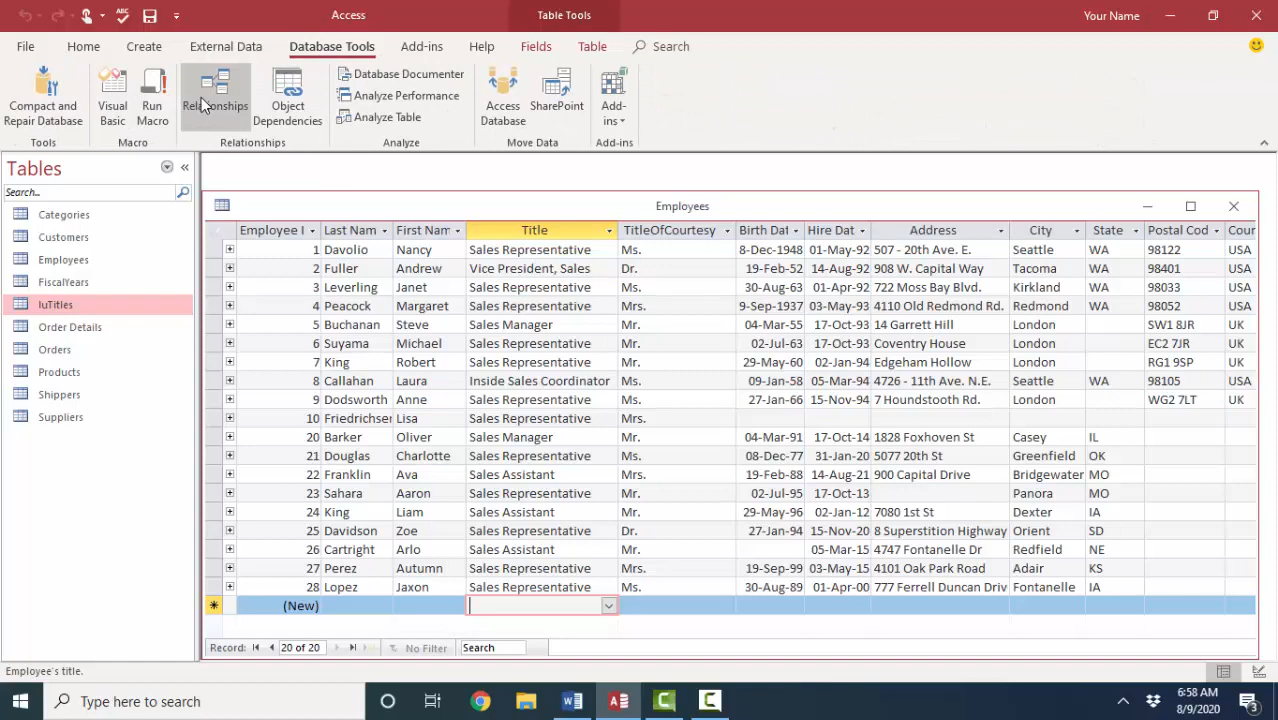 Access
Table Tools
Your Name
File Home Create External Data Database Tools Add-ins Help Fields Table Search
Compact and Repair Database
Visual Basic
Run Macro
Relationships
Object Dependencies
Database Documenter
Analyze Performance
Analyze Table
Access Database
SharePoint
Add-ins
Tools Macro Relationships Analyze Move Data Add-ins
Tables
Search...
Categories
Customers
Employees
FiscalYears
luTitles
Order Details
Orders
Products
Shippers
Suppliers
Employees
Employee I Last Nam First Nam Title TitleOfCourtesy Birth Dat Hire Dat Address City State Postal Cod Cour
1 Davolio Nancy Sales Representative Ms. 8-Dec-1948 01-May-92 507 - 20th Ave. E. Seattle WA 98122 USA
2 Fuller Andrew Vice President, Sales Dr. 19-Feb-52 14-Aug-92 908 W. Capital Way Tacoma WA 98401 USA
3 Leverling Janet Sales Representative Ms. 30-Aug-63 01-Apr-92 722 Moss Bay Blvd. Kirkland WA 98033 USA
4 Peacock Margaret Sales Representative Mrs. 9-Sep-1937 03-May-93 4110 Old Redmond Rd. Redmond WA 98052 USA
5 Buchanan Steve Sales Manager Mr. 04-Mar-55 17-Oct-93 14 Garrett Hill London SW1 8JR UK
6 Suyama Michael Sales Representative Mr. 02-Jul-63 17-Oct-93 Coventry House London EC2 7JR UK
7 King Robert Sales Representative Mr. 29-May-60 02-Jan-94 Edgeham Hollow London RG1 9SP UK
8 Callahan Laura Inside Sales Coordinator Ms. 09-Jan-58 05-Mar-94 4726 - 11th Ave. N.E. Seattle WA 98105 USA
9 Dodsworth Anne Sales Representative Ms. 27-Jan-66 15-Nov-94 7 Houndstooth Rd. London WG2 7LT UK
10 Friedrichser Lisa Sales Representative Mrs.
20 Barker Oliver Sales Manager Mr. 04-Mar-91 17-Oct-14 1828 Foxhoven St Casey IL
21 Douglas Charlotte Sales Representative Ms. 08-Dec-77 31-Jan-20 5077 20th St Greenfield OK
22 Franklin Ava Sales Assistant Mrs. 19-Feb-88 14-Aug-21 900 Capital Drive Bridgewater MO
23 Sahara Aaron Sales Representative Mr. 02-Jul-95 17-Oct-13 Panora MO
24 King Liam Sales Assistant Mr. 29-May-96 02-Jan-12 7080 1st St Dexter IA
25 Davidson Zoe Sales Representative Dr. 27-Jan-94 15-Nov-20 8 Superstition Highway Orient SD
26 Cartright Arlo Sales Assistant Mr. 05-Mar-15 4747 Fontanelle Dr Redfield NE
27 Perez Autumn Sales Representative Mrs. 19-Sep-99 03-May-15 4101 Oak Park Road Adair KS
28 Lopez Jaxon Sales Representative Ms. 30-Aug-89 01-Apr-00 777 Ferrell Duncan Driv Fontanelle IA
(New)
Record: 20 of 20 No Filter Search
Employee's title.
Type here to search
6:58 AM
8/9/2020
3